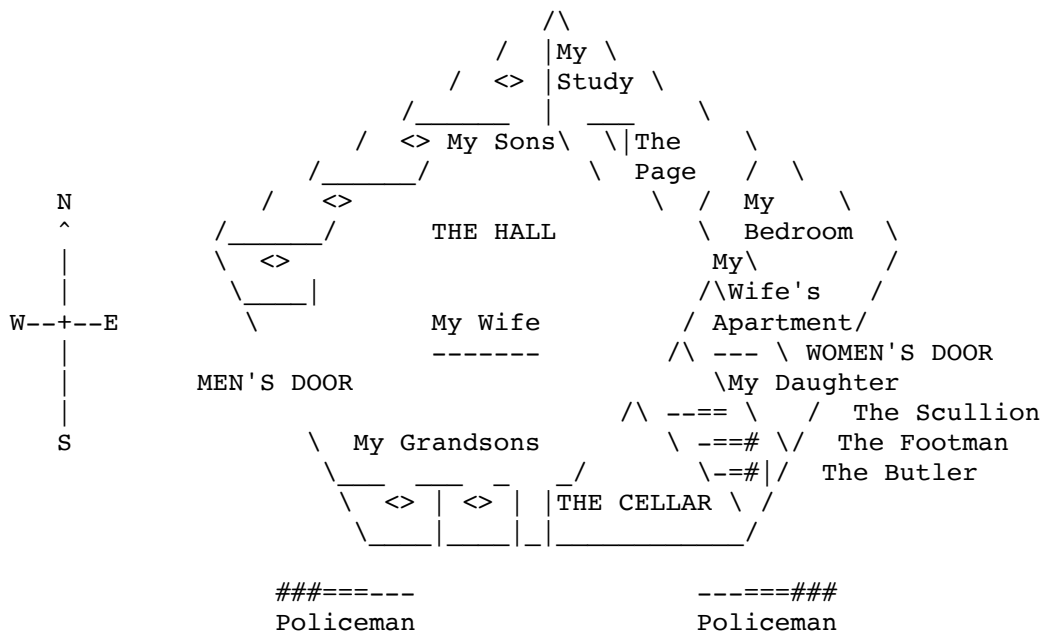 My
Study
My Sons
The
Page
N
My
THE HALL
Bedroom
My
Wife's
W--+--E
My Wife
Apartment
WOMEN'S DOOR
MEN'S DOOR
My Daughter
The Scullion
S
My Grandsons
The Footman
The Butler
THE CELLAR
Policeman
Policeman